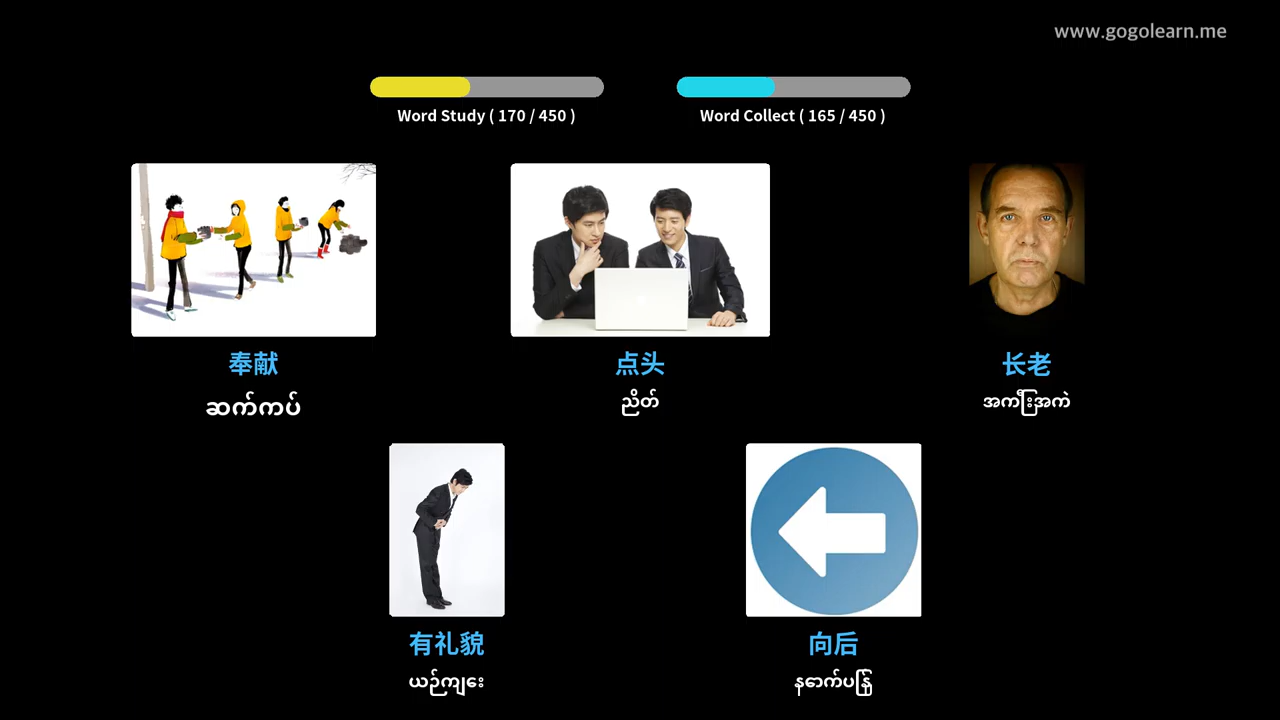 www.gogolearn.me
Word Study ( 170 / 450 )
Word Collect ( 165 / 450 )
奉献
点头
长老
ဆက်ကပ်
ညိတ်
အကြီးအကဲ
有礼貌
向后
ယဉ်ကျေး
နောက်ပြန်